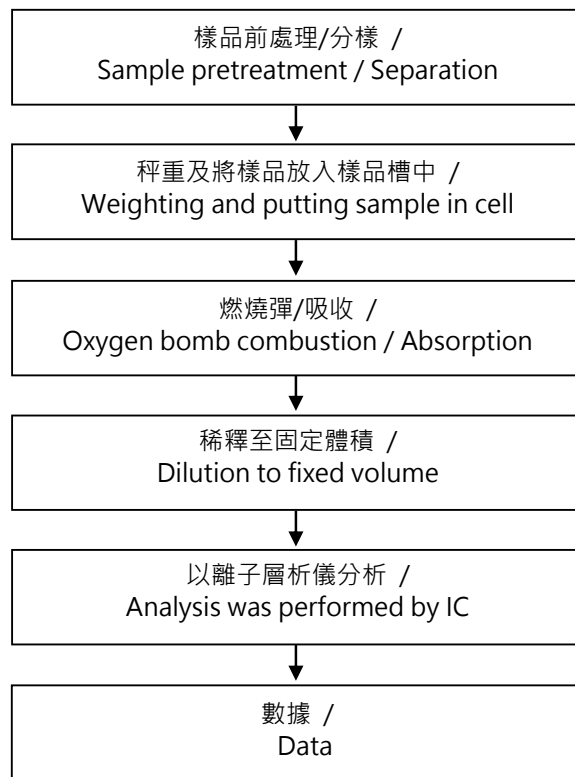 樣品前處理/分樣 /
Sample pretreatment / Separation
秤重及將樣品放入樣品槽中 /
Weighting and putting sample in cell
燃燒彈/吸收 /
Oxygen bomb combustion / Absorption
稀釋至固定體積 /
Dilution to fixed volume
以離子層析儀分析 /
Analysis was performed by IC
數據 /
Data